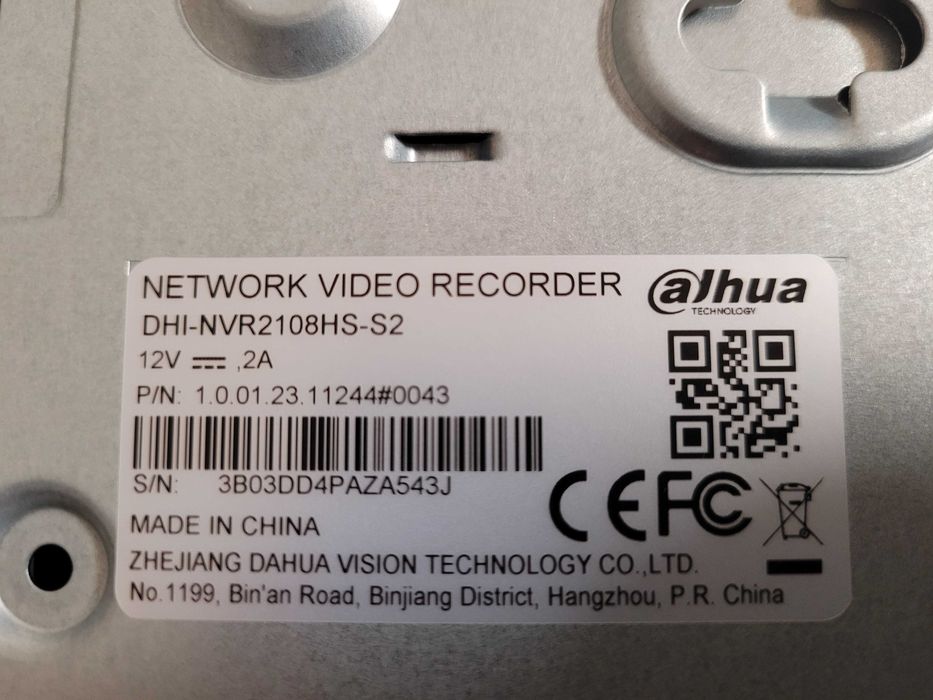 NETWORK VIDEO RECORDER
alhua
TECHNOLOGY
DHI-NVR2108HS-S2
12V ⎓ ,2A
P/N: 1.0.01.23.11244#0043
S/N: 3B03DD4PAZA543J
CE FC
MADE IN CHINA
ZHEJIANG DAHUA VISION TECHNOLOGY CO.,LTD.
No.1199, Bin'an Road, Binjiang District, Hangzhou, P.R. China